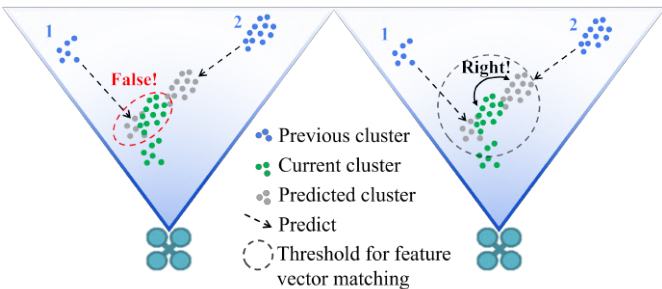 1
2
False!
1
2
Right!
Previous cluster
Current cluster
Predicted cluster
Predict
Threshold for feature
vector matching